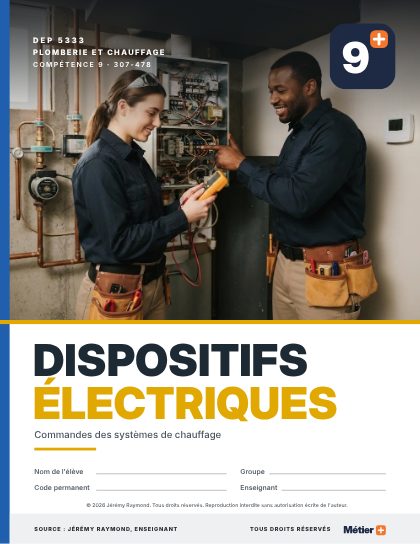 DEP 5333
PLOMBERIE ET CHAUFFAGE
COMPÉTENCE 9 · 307-478
9+
DISPOSITIFS
ÉLECTRIQUES
Commandes des systèmes de chauffage
Nom de l'élève
Groupe
Code permanent
Enseignant
© 2026 Jérémy Raymond. Tous droits réservés. Reproduction interdite sans autorisation écrite de l'auteur.
SOURCE : JÉRÉMY RAYMOND, ENSEIGNANT
TOUS DROITS RÉSERVÉS
Métier+